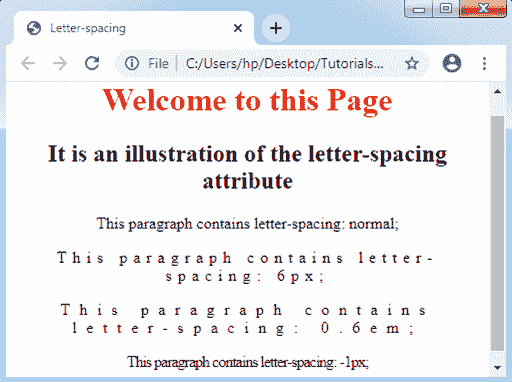 Letter-spacing
File
C:/Users/hp/Desktop/Tutorials...
Welcome to this Page
It is an illustration of the letter-spacing
attribute
This paragraph contains letter-spacing: normal;
This paragraph contains letter-
spacing: 6px;
This paragraph contains
letter-spacing: 0.6em;
This paragraph contains letter-spacing: -1px;